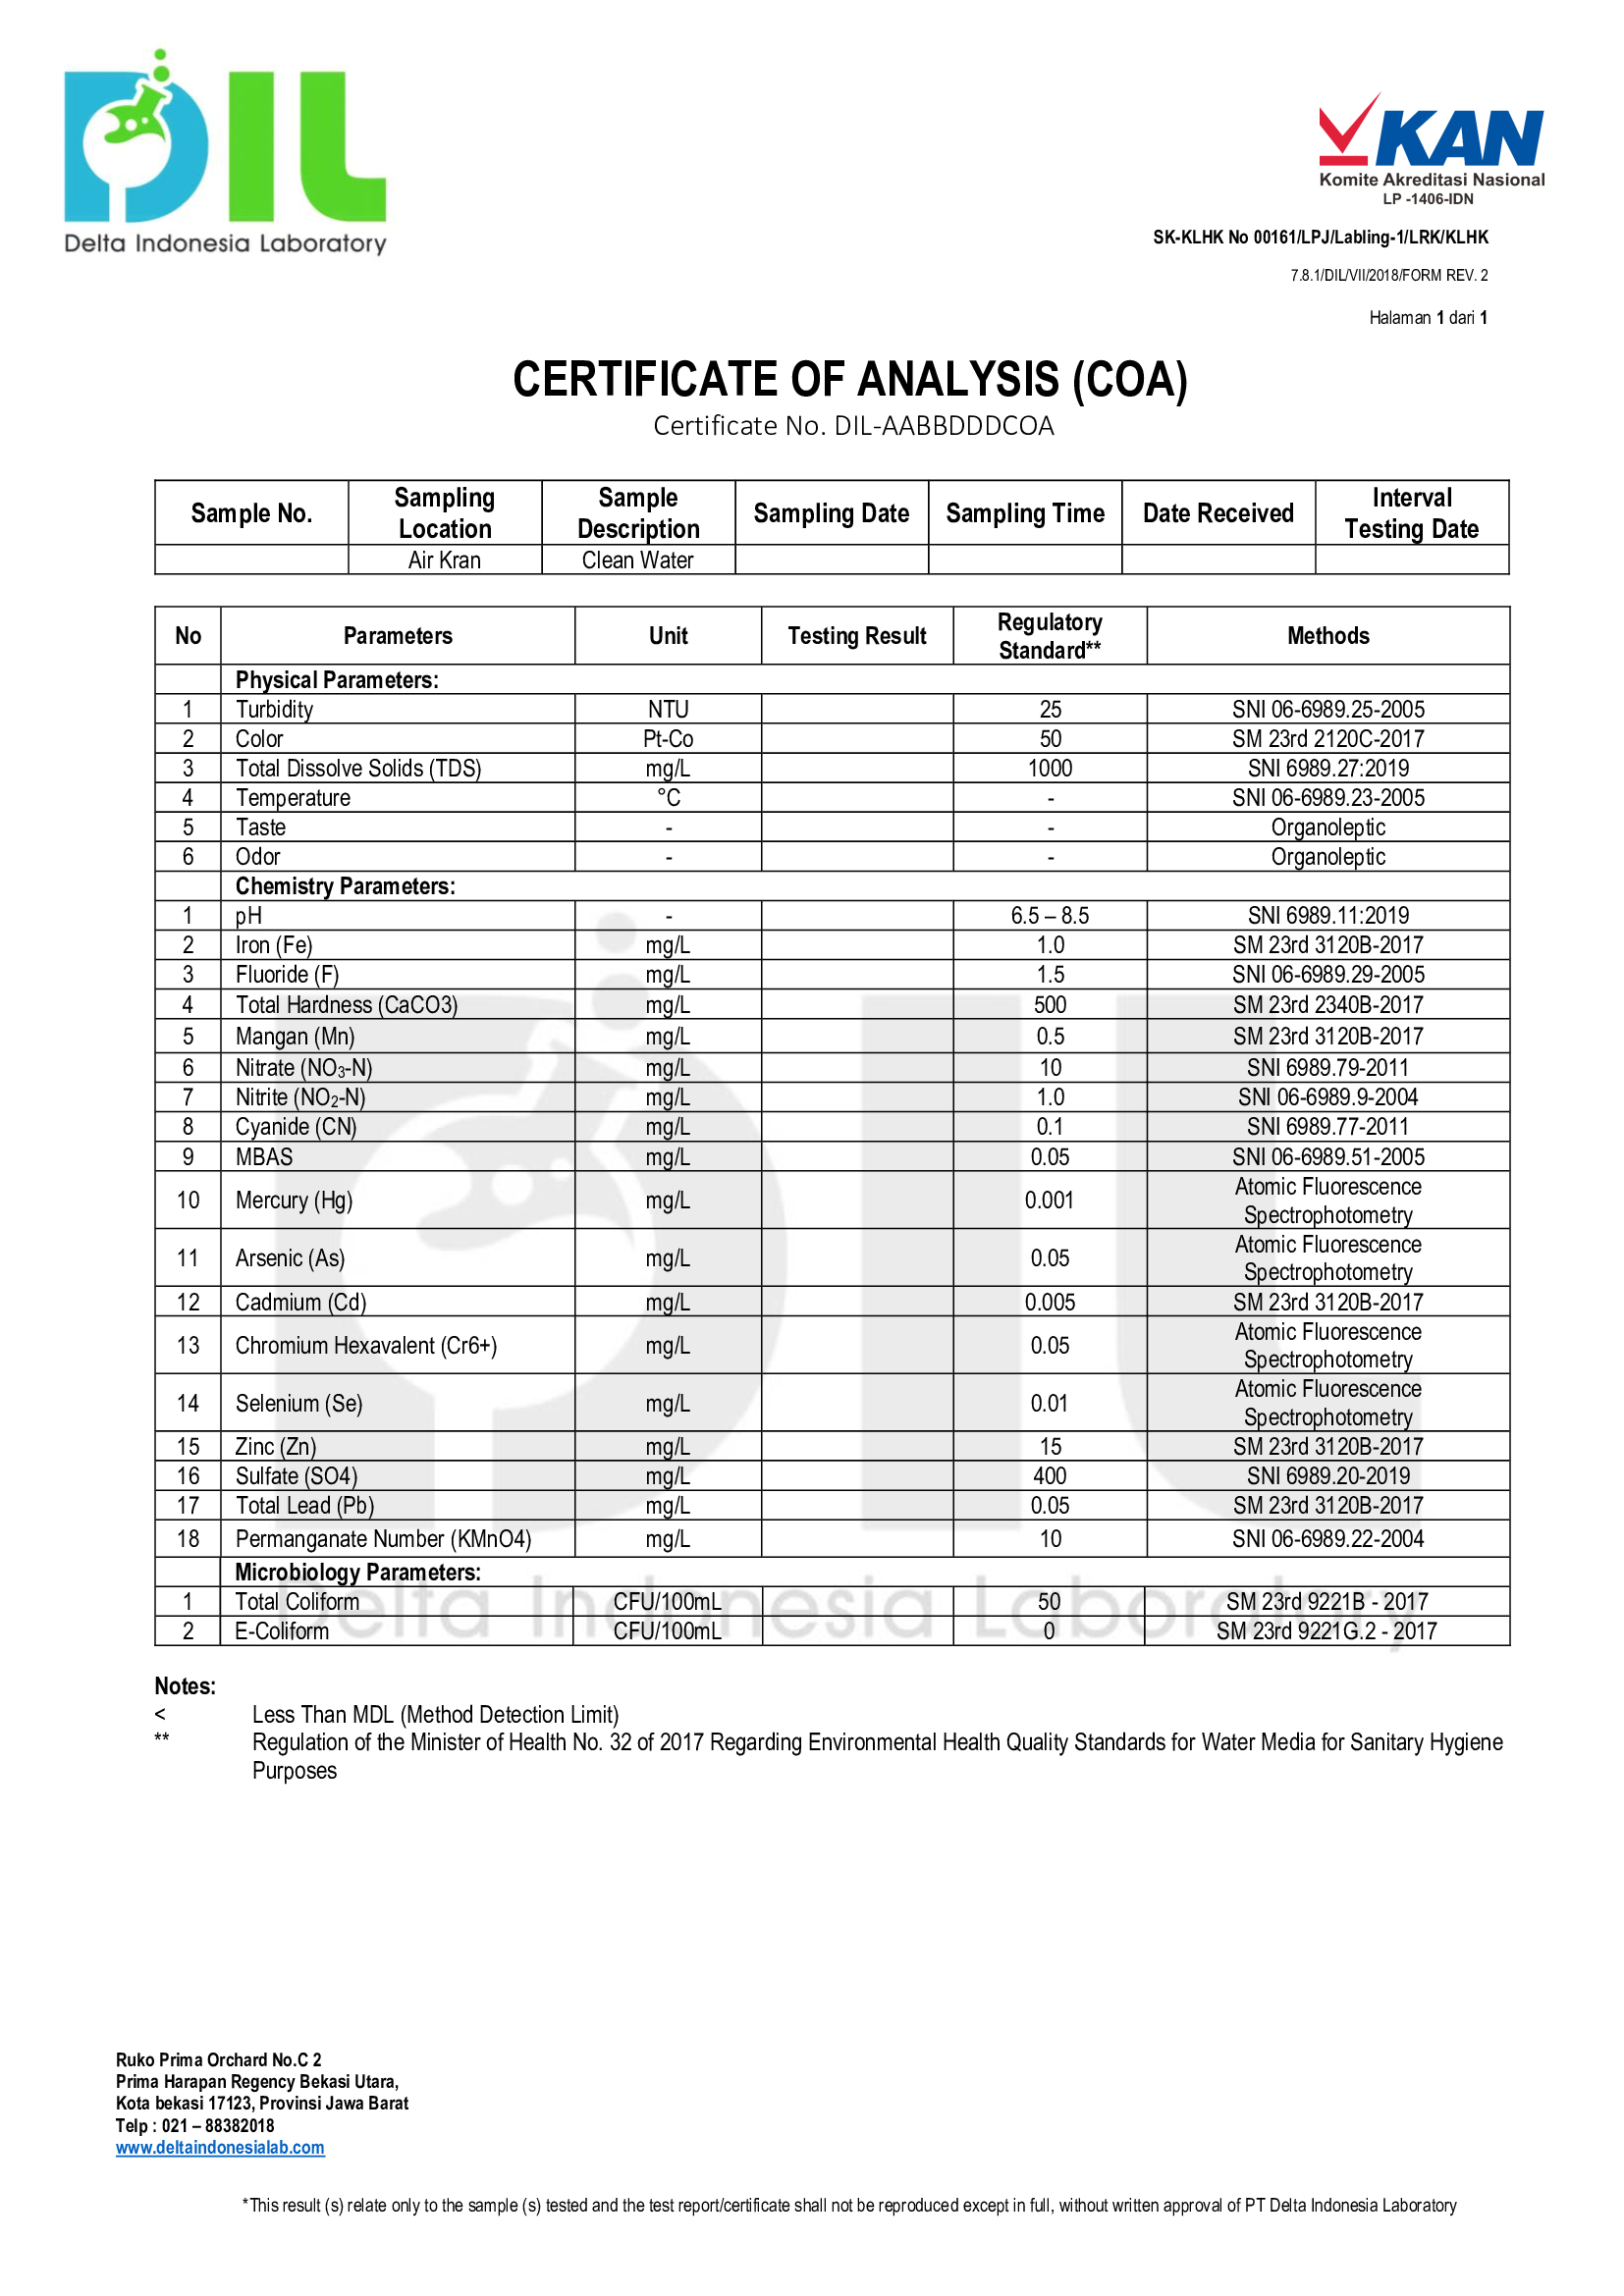 DIL
Delta Indonesia Laboratory
KAN
Komite Akreditasi Nasional
LP -1406-IDN
SK-KLHK No 00161/LPJ/Labling-1/LRK/KLHK
7.8.1/DIL/VII/2018/FORM REV. 2
Halaman 1 dari 1
CERTIFICATE OF ANALYSIS (COA)
Certificate No. DIL-AABBDDDCOA
Sample No. Sampling Location Sample Description Sampling Date Sampling Time Date Received Interval Testing Date
Air Kran Clean Water
No Parameters Unit Testing Result Regulatory Standard** Methods
Physical Parameters:
1 Turbidity NTU 25 SNI 06-6989.25-2005
2 Color Pt-Co 50 SM 23rd 2120C-2017
3 Total Dissolve Solids (TDS) mg/L 1000 SNI 6989.27:2019
4 Temperature °C - SNI 06-6989.23-2005
5 Taste - - Organoleptic
6 Odor - - Organoleptic
Chemistry Parameters:
1 pH - 6.5 – 8.5 SNI 6989.11:2019
2 Iron (Fe) mg/L 1.0 SM 23rd 3120B-2017
3 Fluoride (F) mg/L 1.5 SNI 06-6989.29-2005
4 Total Hardness (CaCO3) mg/L 500 SM 23rd 2340B-2017
5 Mangan (Mn) mg/L 0.5 SM 23rd 3120B-2017
6 Nitrate (NO₃-N) mg/L 10 SNI 6989.79-2011
7 Nitrite (NO₂-N) mg/L 1.0 SNI 06-6989.9-2004
8 Cyanide (CN) mg/L 0.1 SNI 6989.77-2011
9 MBAS mg/L 0.05 SNI 06-6989.51-2005
10 Mercury (Hg) mg/L 0.001 Atomic Fluorescence Spectrophotometry
11 Arsenic (As) mg/L 0.05 Atomic Fluorescence Spectrophotometry
12 Cadmium (Cd) mg/L 0.005 SM 23rd 3120B-2017
13 Chromium Hexavalent (Cr6+) mg/L 0.05 Atomic Fluorescence Spectrophotometry
14 Selenium (Se) mg/L 0.01 Atomic Fluorescence Spectrophotometry
15 Zinc (Zn) mg/L 15 SM 23rd 3120B-2017
16 Sulfate (SO4) mg/L 400 SNI 6989.20-2019
17 Total Lead (Pb) mg/L 0.05 SM 23rd 3120B-2017
18 Permanganate Number (KMnO4) mg/L 10 SNI 06-6989.22-2004
Microbiology Parameters:
1 Total Coliform CFU/100mL 50 SM 23rd 9221B - 2017
2 E-Coliform CFU/100mL 0 SM 23rd 9221G.2 - 2017
DIL
Delta Indonesia Laboratory
Notes:
< Less Than MDL (Method Detection Limit)
** Regulation of the Minister of Health No. 32 of 2017 Regarding Environmental Health Quality Standards for Water Media for Sanitary Hygiene
Purposes
Ruko Prima Orchard No.C 2
Prima Harapan Regency Bekasi Utara,
Kota bekasi 17123, Provinsi Jawa Barat
Telp : 021 – 88382018
www.deltaindonesialab.com
*This result (s) relate only to the sample (s) tested and the test report/certificate shall not be reproduced except in full, without written approval of PT Delta Indonesia Laboratory